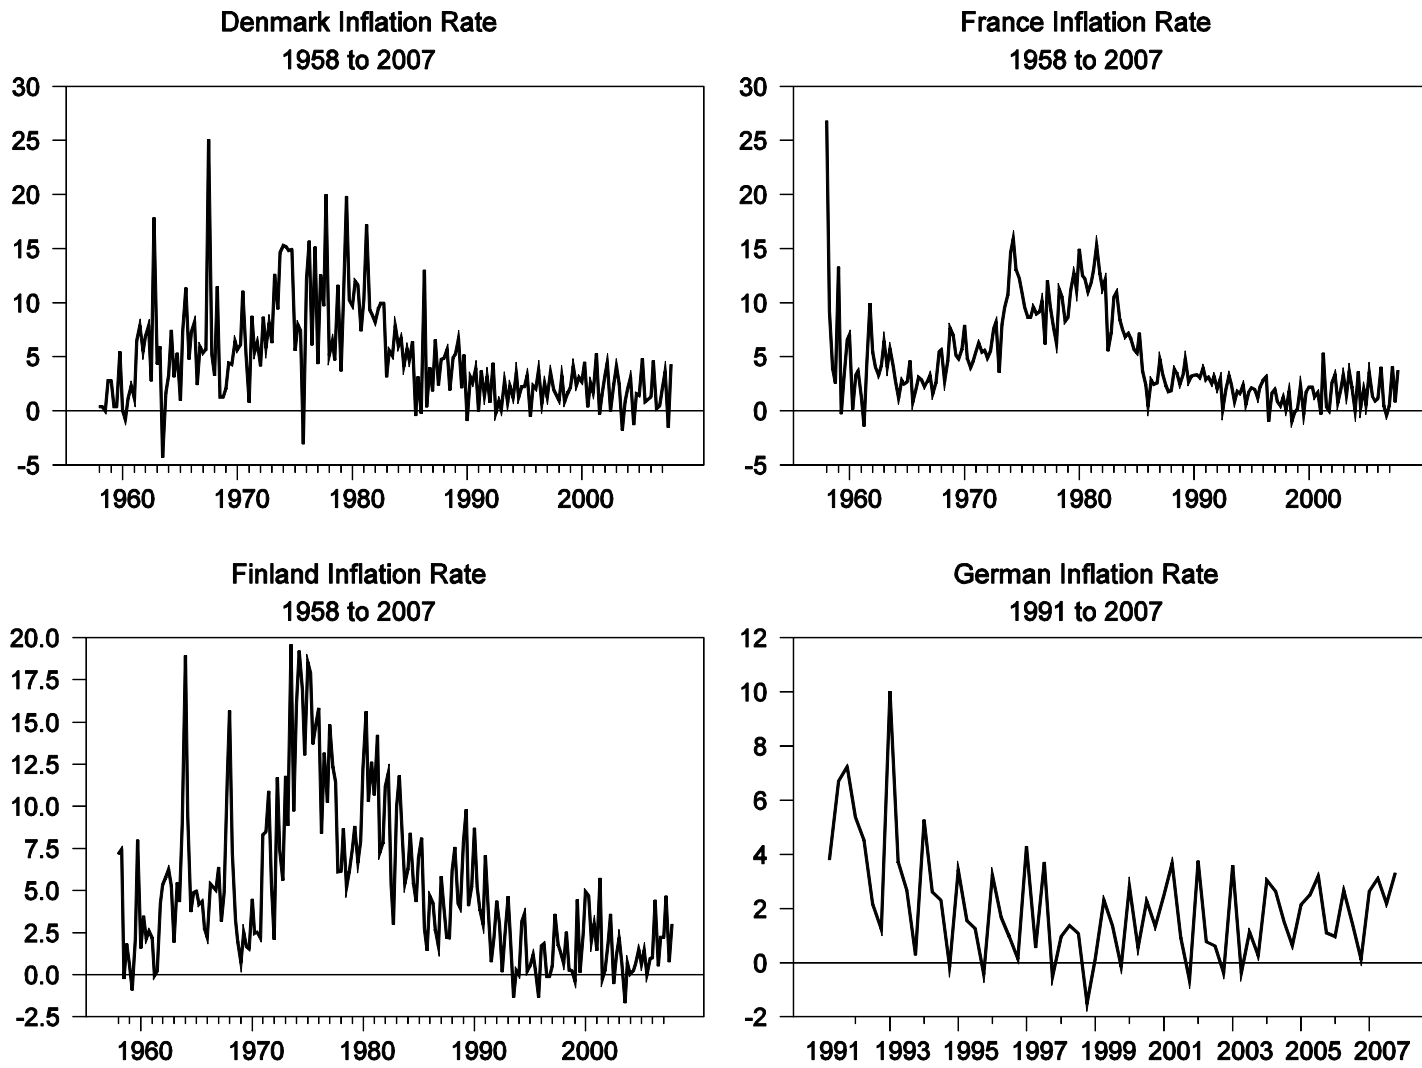 Denmark Inflation Rate
1958 to 2007
30
25
20
15
10
5
0
-5
1960 1970 1980 1990 2000
France Inflation Rate
1958 to 2007
30
25
20
15
10
5
0
-5
1960 1970 1980 1990 2000
Finland Inflation Rate
1958 to 2007
20.0
17.5
15.0
12.5
10.0
7.5
5.0
2.5
0.0
-2.5
1960 1970 1980 1990 2000
German Inflation Rate
1991 to 2007
12
10
8
6
4
2
0
-2
1991 1993 1995 1997 1999 2001 2003 2005 2007